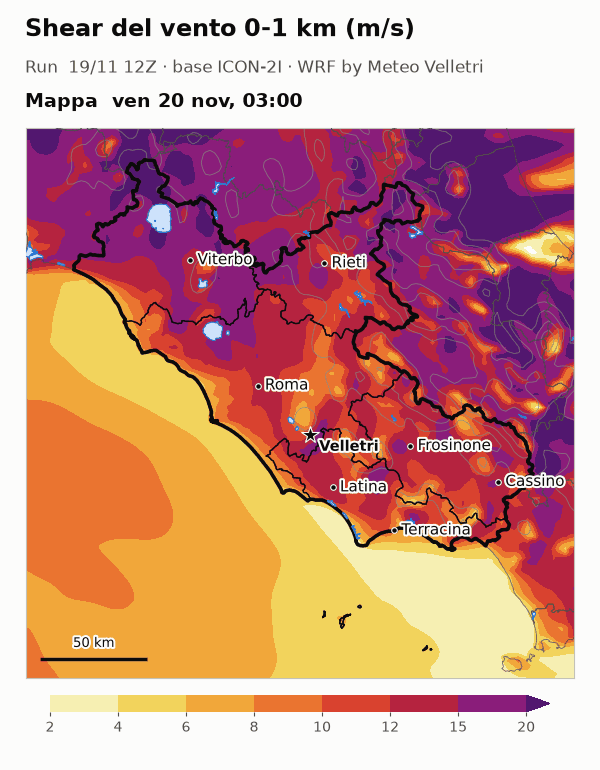 Shear del vento 0-1 km (m/s)
Run  19/11 12Z · base ICON-2I · WRF by Meteo Velletri
Mappa  ven 20 nov, 03:00
Viterbo
Rieti
Roma
Velletri
Frosinone
Cassino
Latina
Terracina
50 km
2 4 6 8 10 12 15 20